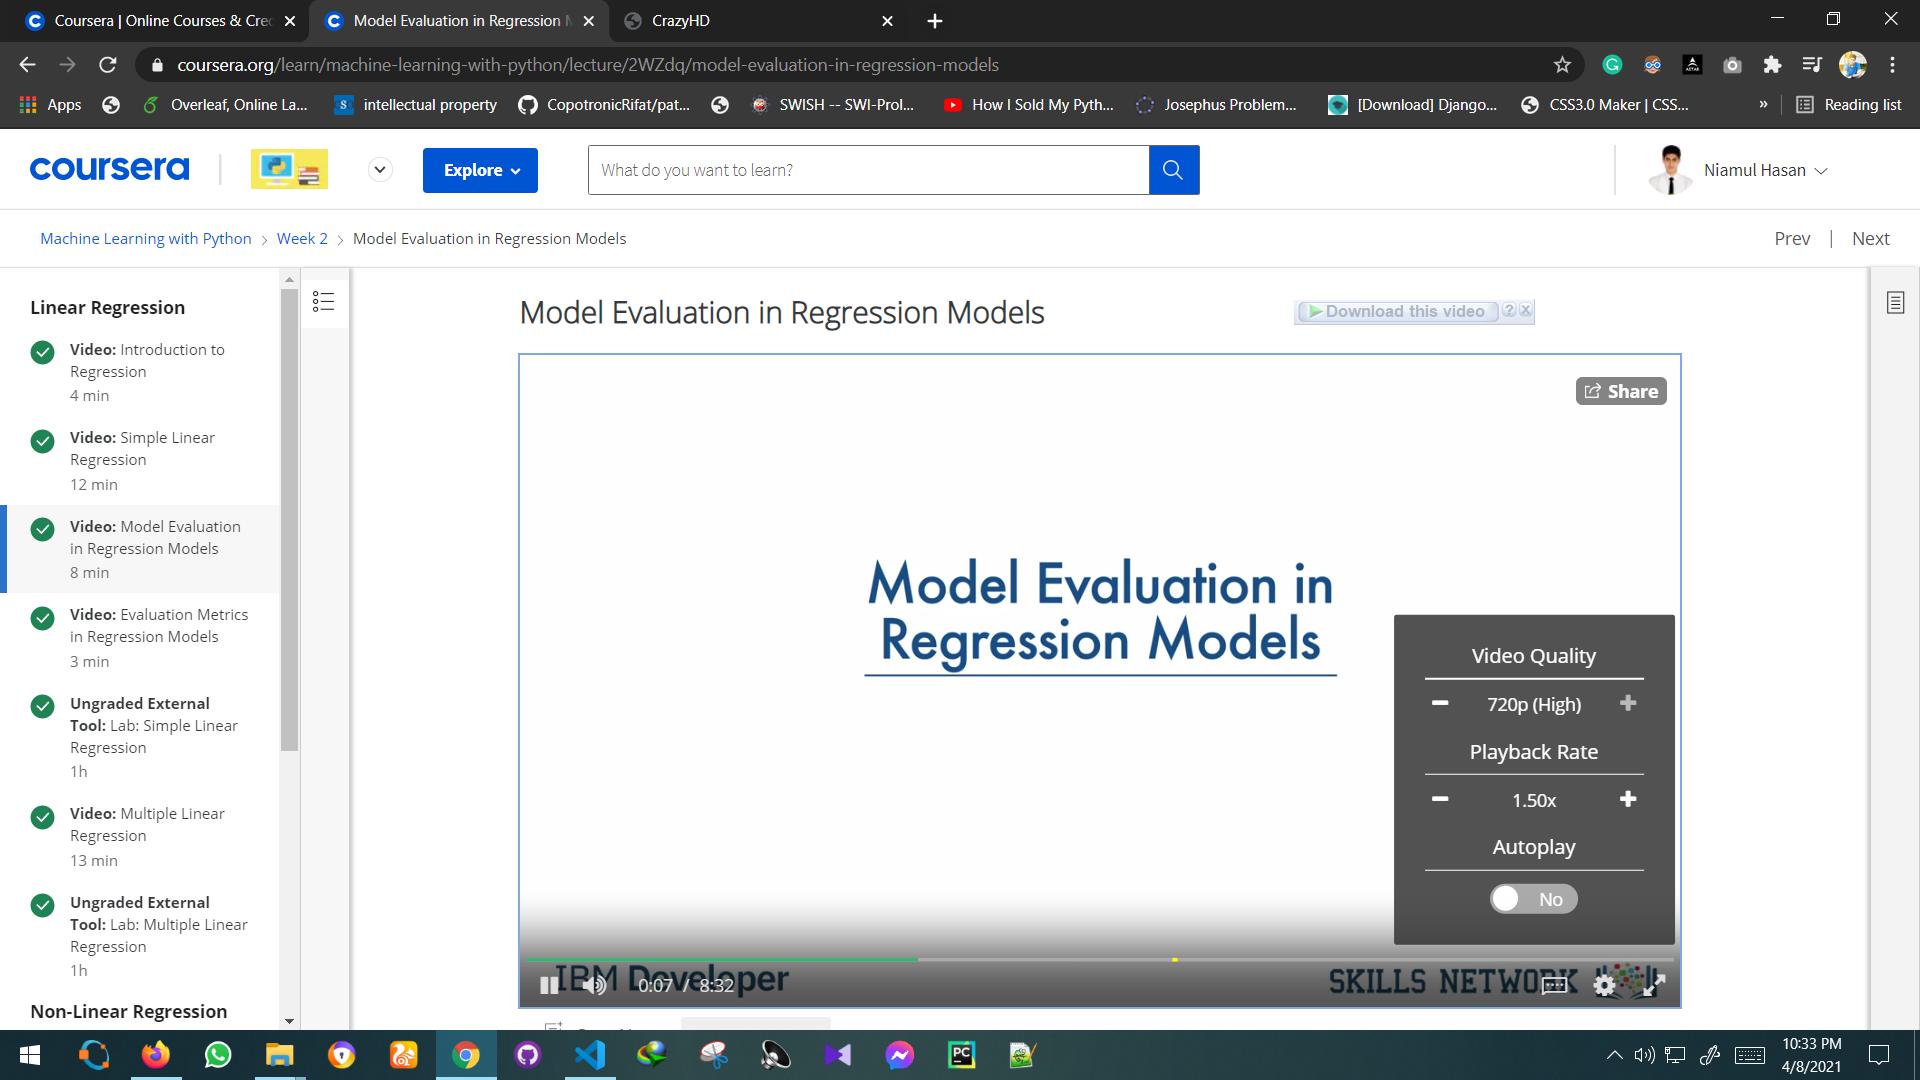 Coursera | Online Courses & Cre
Model Evaluation in Regression M
CrazyHD
coursera.org/learn/machine-learning-with-python/lecture/2WZdq/model-evaluation-in-regression-models
Apps
Overleaf, Online La...
intellectual property
CopotronicRifat/pat...
SWISH -- SWI-Prol...
How I Sold My Pyth...
Josephus Problem...
[Download] Django...
CSS3.0 Maker | CSS...
»
Reading list
coursera
Explore
What do you want to learn?
Niamul Hasan
Machine Learning with Python > Week 2 > Model Evaluation in Regression Models
Prev | Next
Linear Regression
Video: Introduction to
Regression
4 min
Video: Simple Linear
Regression
12 min
Video: Model Evaluation
in Regression Models
8 min
Video: Evaluation Metrics
in Regression Models
3 min
Ungraded External
Tool: Lab: Simple Linear
Regression
1h
Video: Multiple Linear
Regression
13 min
Ungraded External
Tool: Lab: Multiple Linear
Regression
1h
Non-Linear Regression
Model Evaluation in Regression Models
Download this video
Share
Model Evaluation in
Regression Models
Video Quality
720p (High)
Playback Rate
1.50x
Autoplay
No
IBM Developer
SKILLS NETWORK
0:07 / 8:32
10:33 PM
4/8/2021